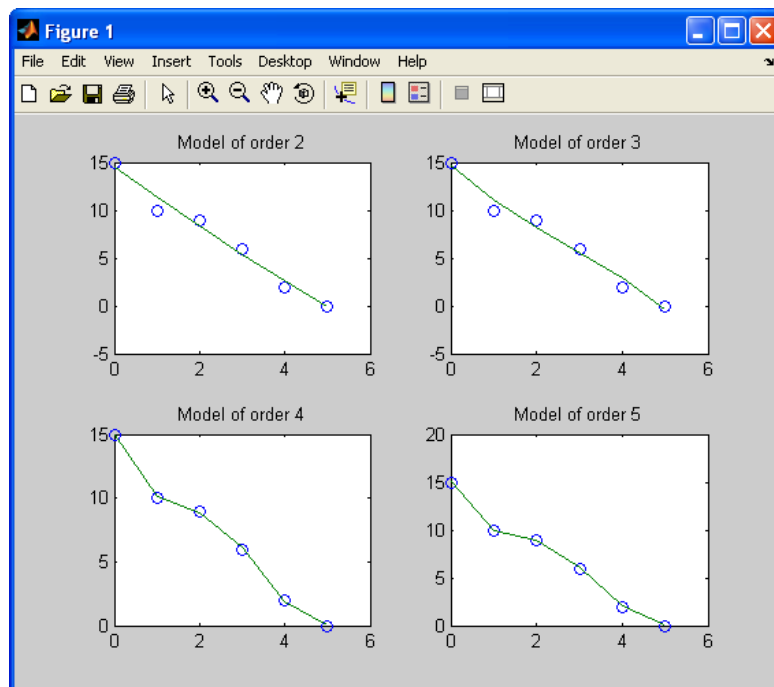 Figure 1
File Edit View Insert Tools Desktop Window Help
Model of order 2
15
10
5
0
-5
0 2 4 6
Model of order 3
15
10
5
0
-5
0 2 4 6
Model of order 4
15
10
5
0
0 2 4 6
Model of order 5
20
15
10
5
0
0 2 4 6